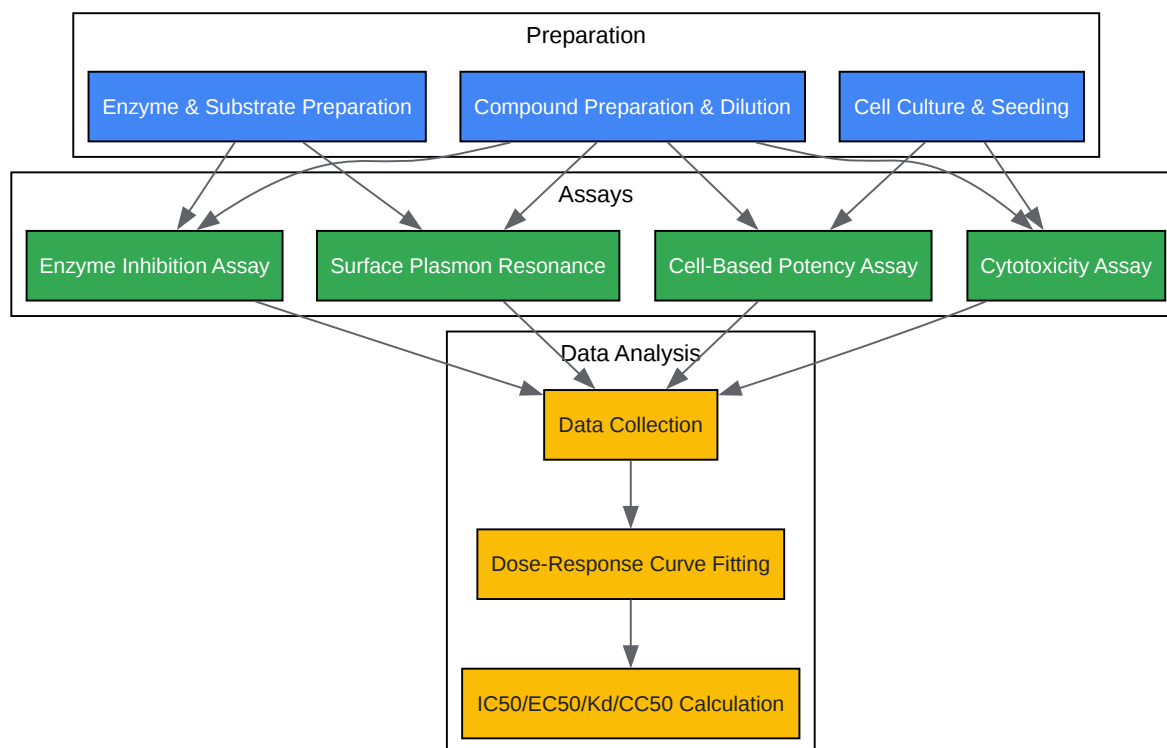 Preparation
Enzyme & Substrate Preparation
Compound Preparation & Dilution
Cell Culture & Seeding
Assays
Enzyme Inhibition Assay
Surface Plasmon Resonance
Cell-Based Potency Assay
Cytotoxicity Assay
Data Analysis
Data Collection
Dose-Response Curve Fitting
IC50/EC50/Kd/CC50 Calculation